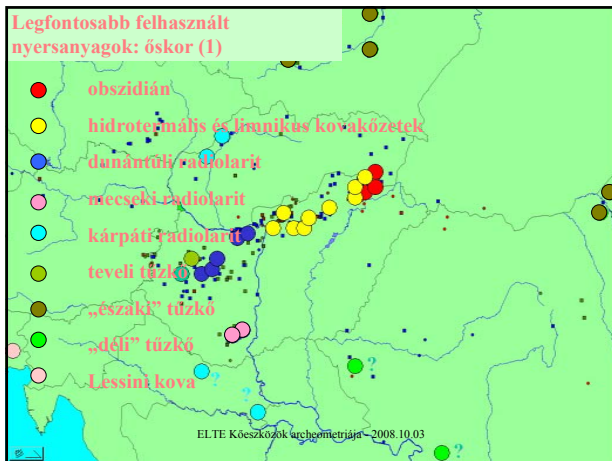 Legfontosabb felhasznált
nyersanyagok: őskor (1)
obszidián
hidrotermális és limnikus kovakőzetek
dunántúli radiolarit
mecseki radiolarit
kárpáti radiolarit
teveli tűzkő
„északi” tűzkő
„déli” tűzkő
Lessini kova
?
?
?
?
ELTE Kőeszközök archeometriája - 2008.10.03